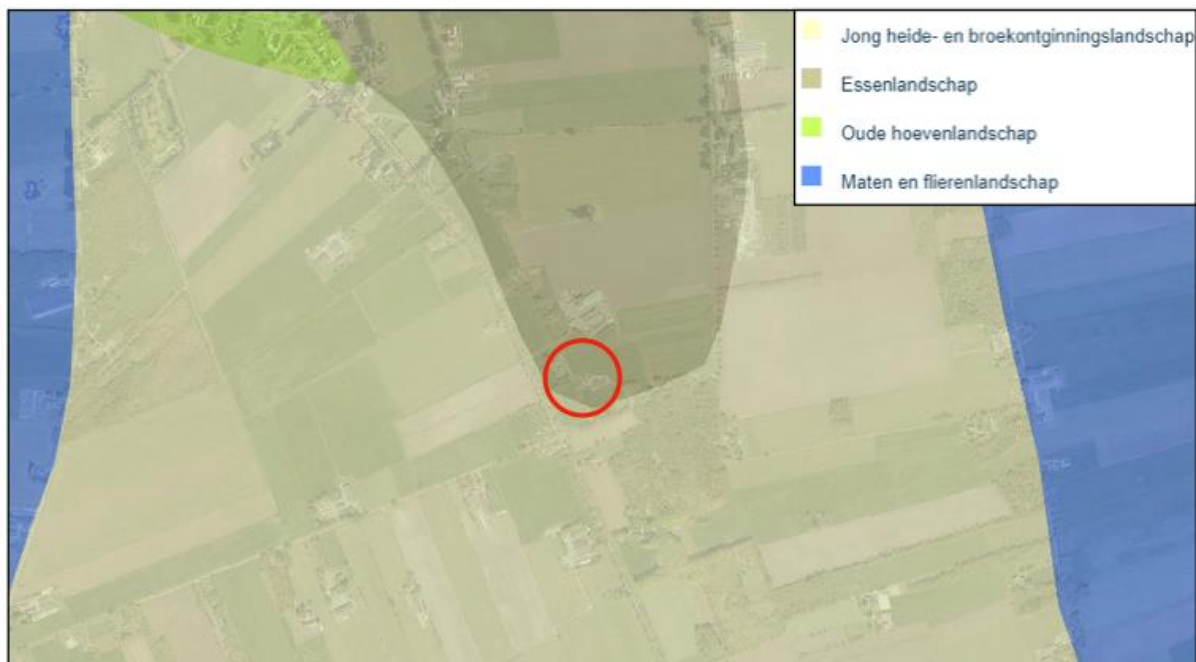 Jong heide- en broekontginningslandschap
Essenlandschap
Oude hoevenlandschap
Maten en flierenlandschap